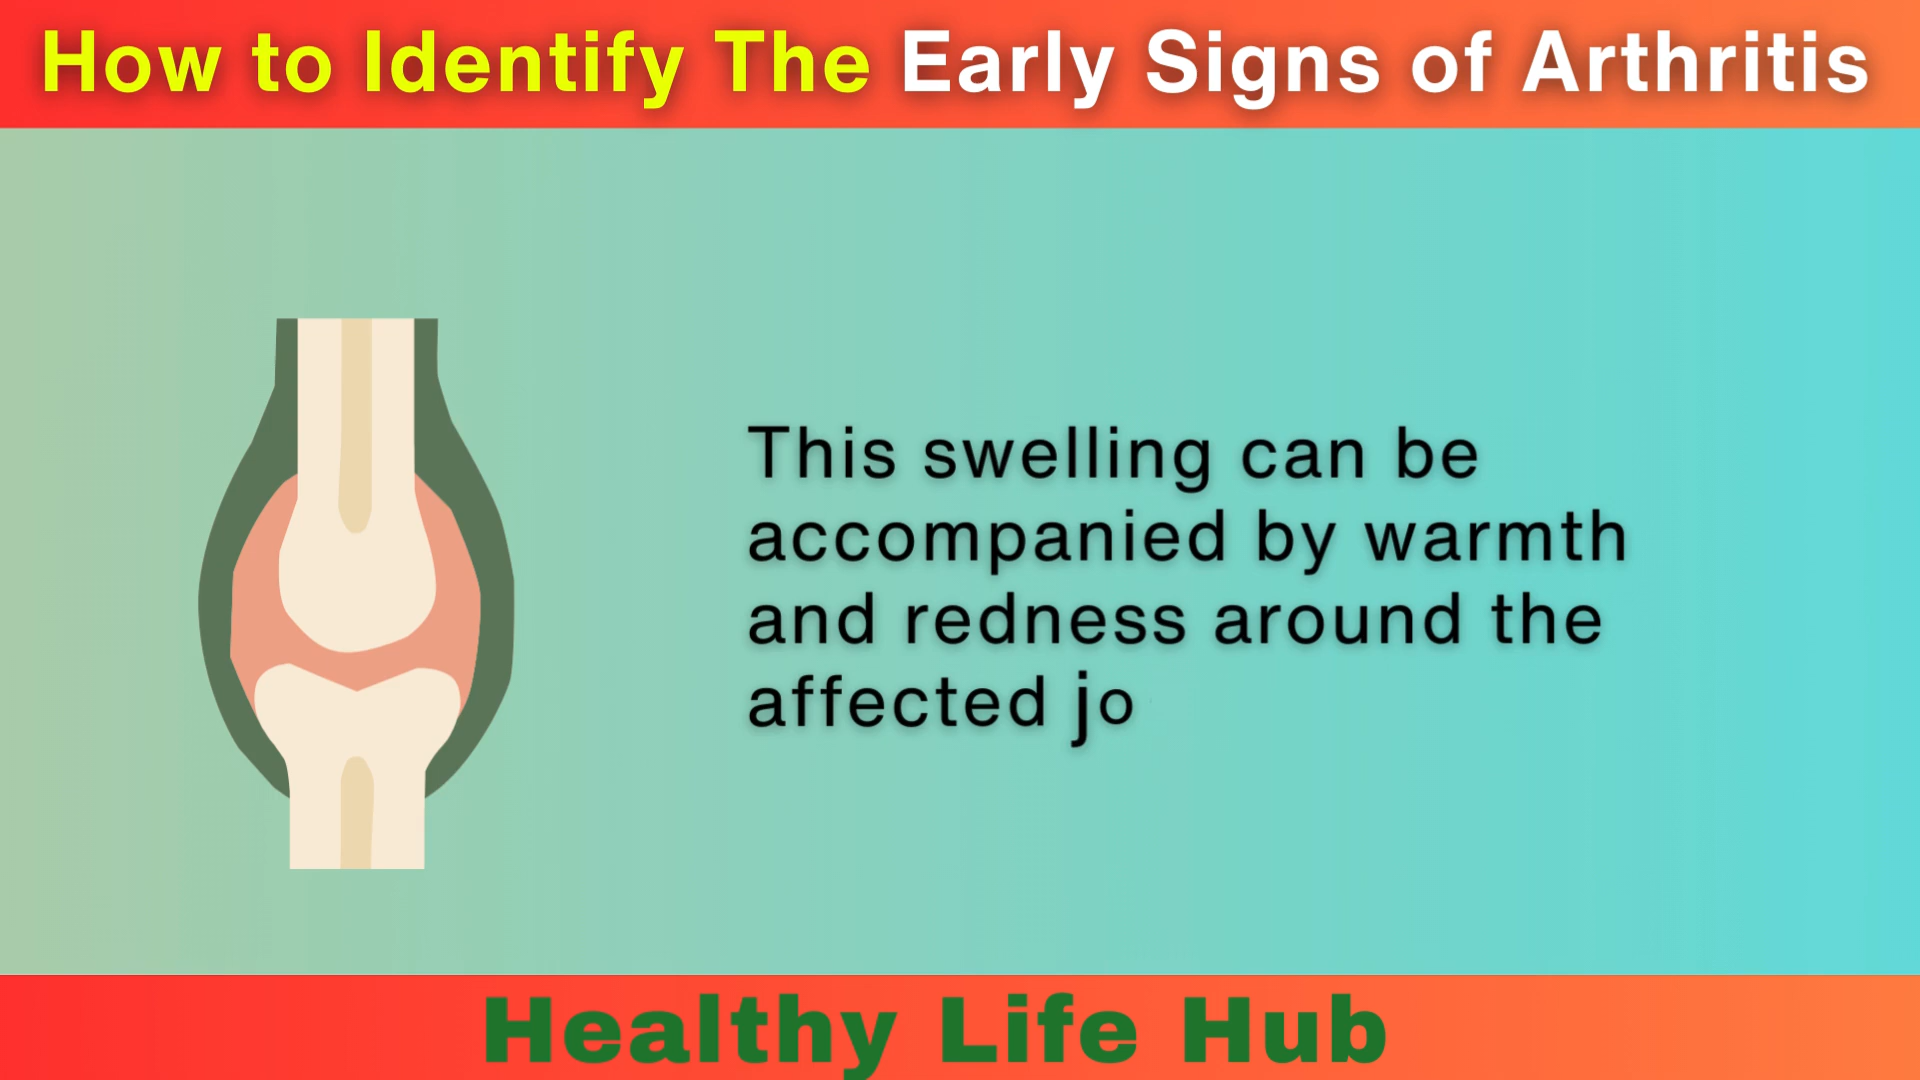 How to Identify The Early Signs of Arthritis
This swelling can be
accompanied by warmth
and redness around the
affected jo
Healthy Life Hub